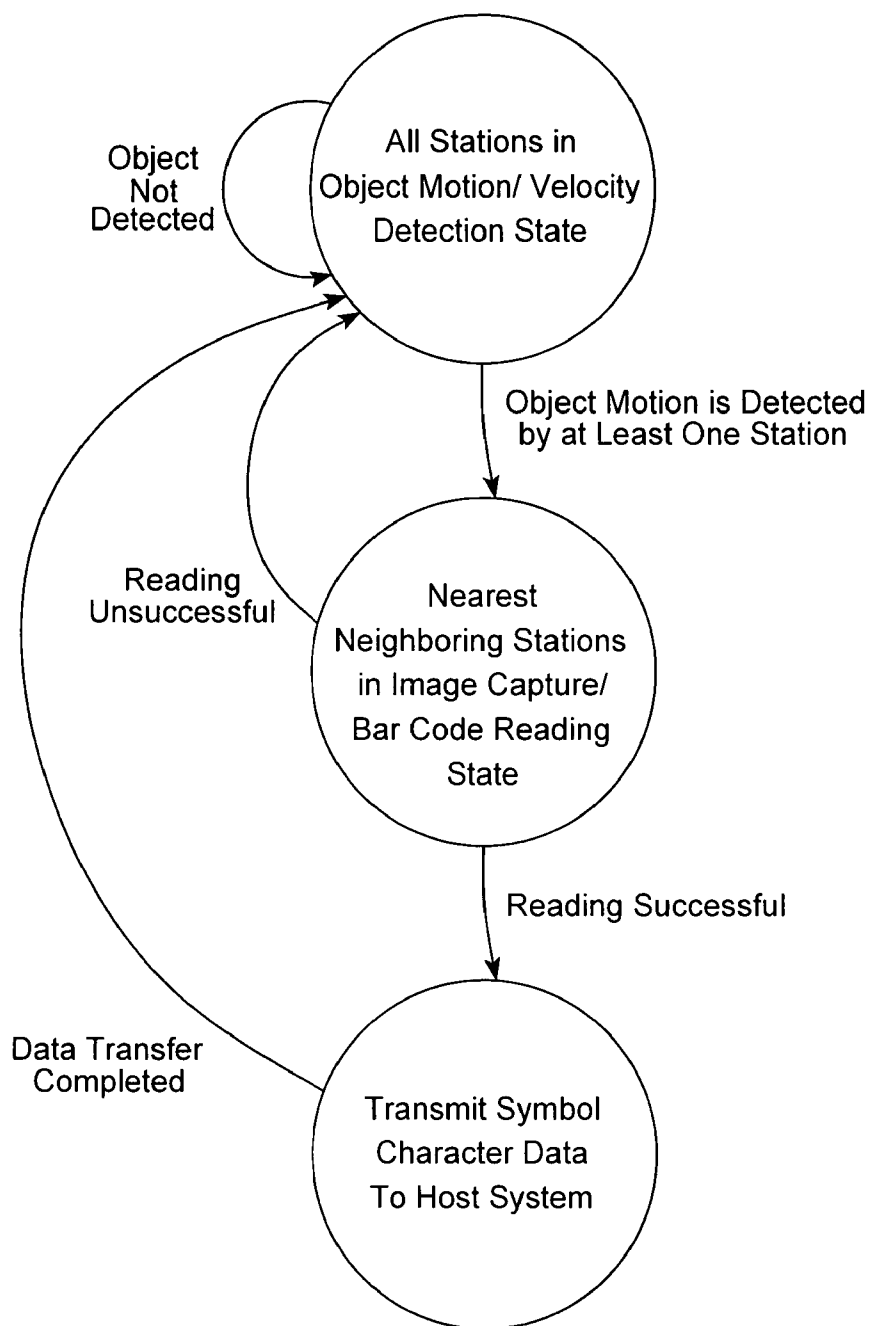 All Stations in
Object Motion/ Velocity
Detection State
Object
Not
Detected
Object Motion is Detected
by at Least One Station
Nearest
Neighboring Stations
in Image Capture/
Bar Code Reading
State
Reading
Unsuccessful
Reading Successful
Data Transfer
Completed
Transmit Symbol
Character Data
To Host System